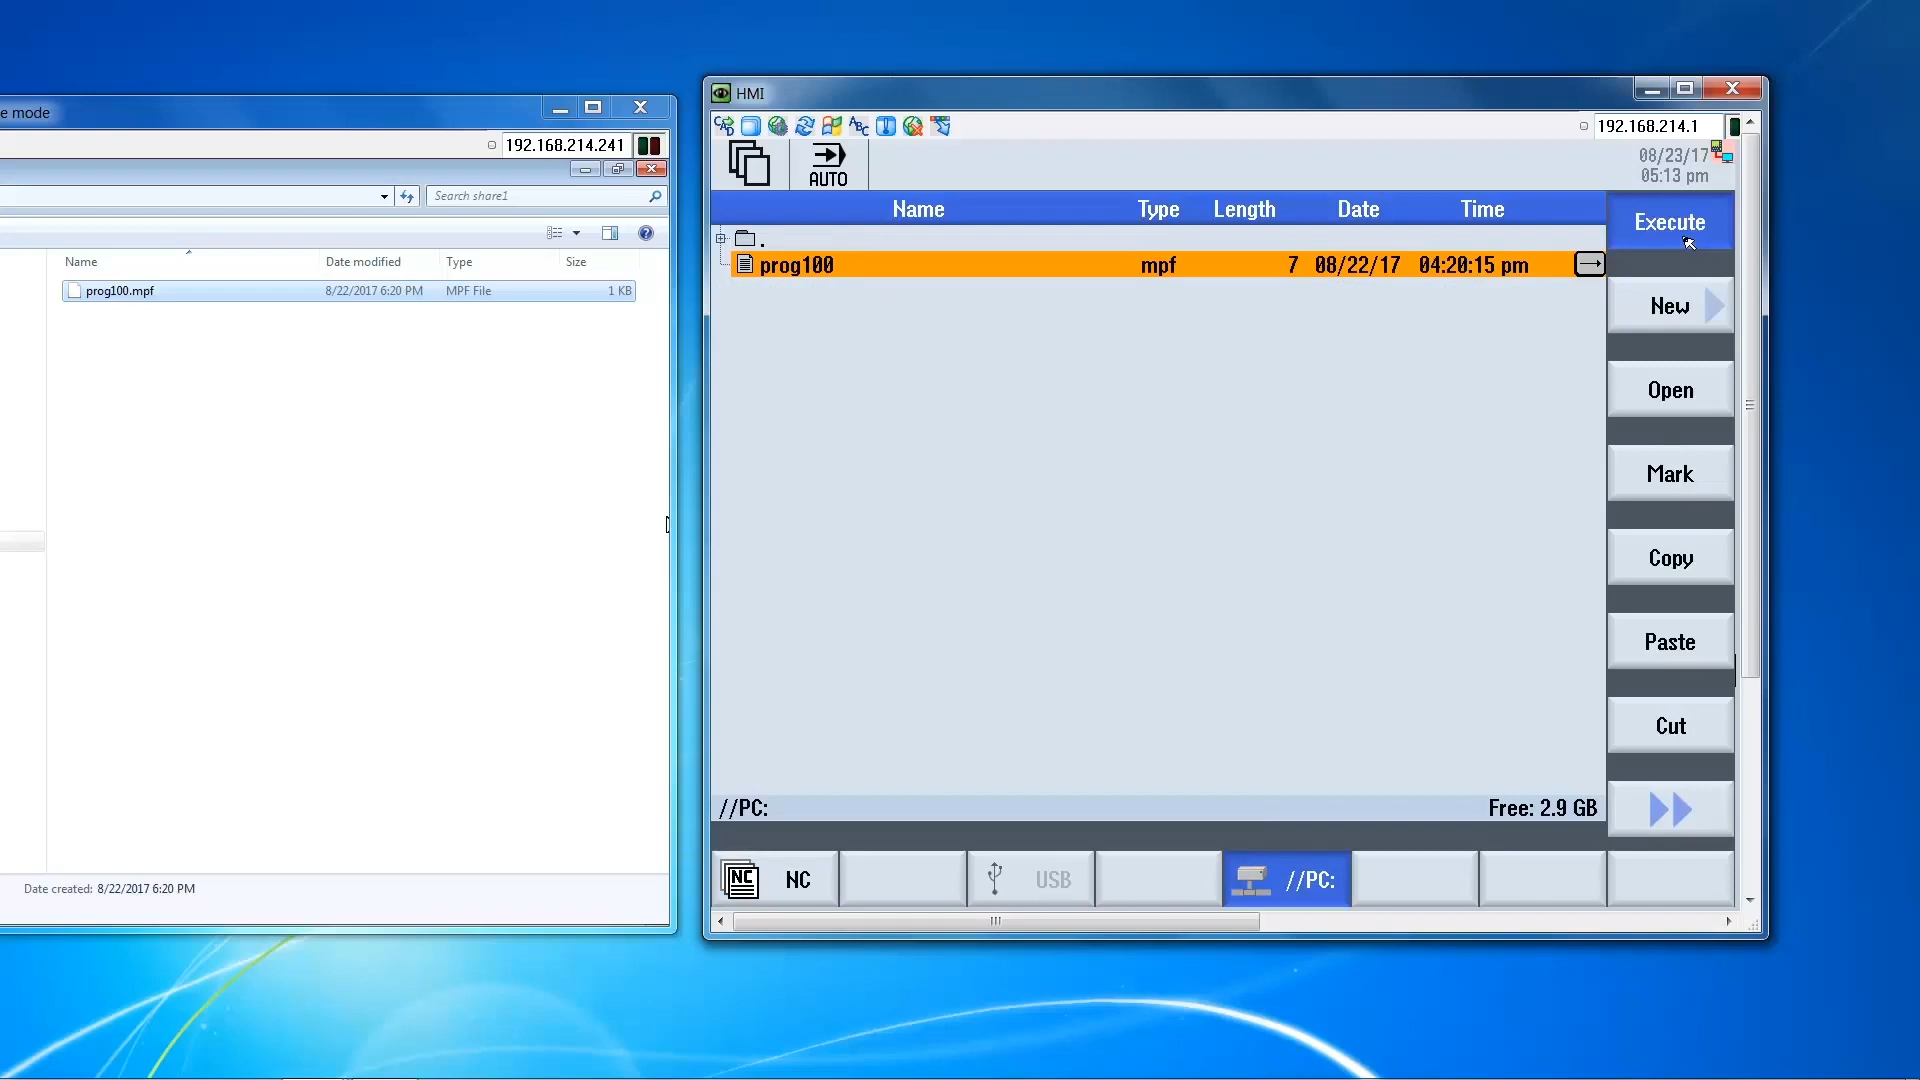 e mode
192.168.214.241
Search share1
Name Date modified Type Size
prog100.mpf 8/22/2017 6:20 PM MPF File 1 KB
Date created: 8/22/2017 6:20 PM
HMI
CAD
ABC
192.168.214.1
AUTO
08/23/17
05:13 pm
Name Type Length Date Time
.
prog100 mpf 7 08/22/17 04:20:15 pm
Execute
New
Open
Mark
Copy
Paste
Cut
//PC: Free: 2.9 GB
NC NC USB //PC: